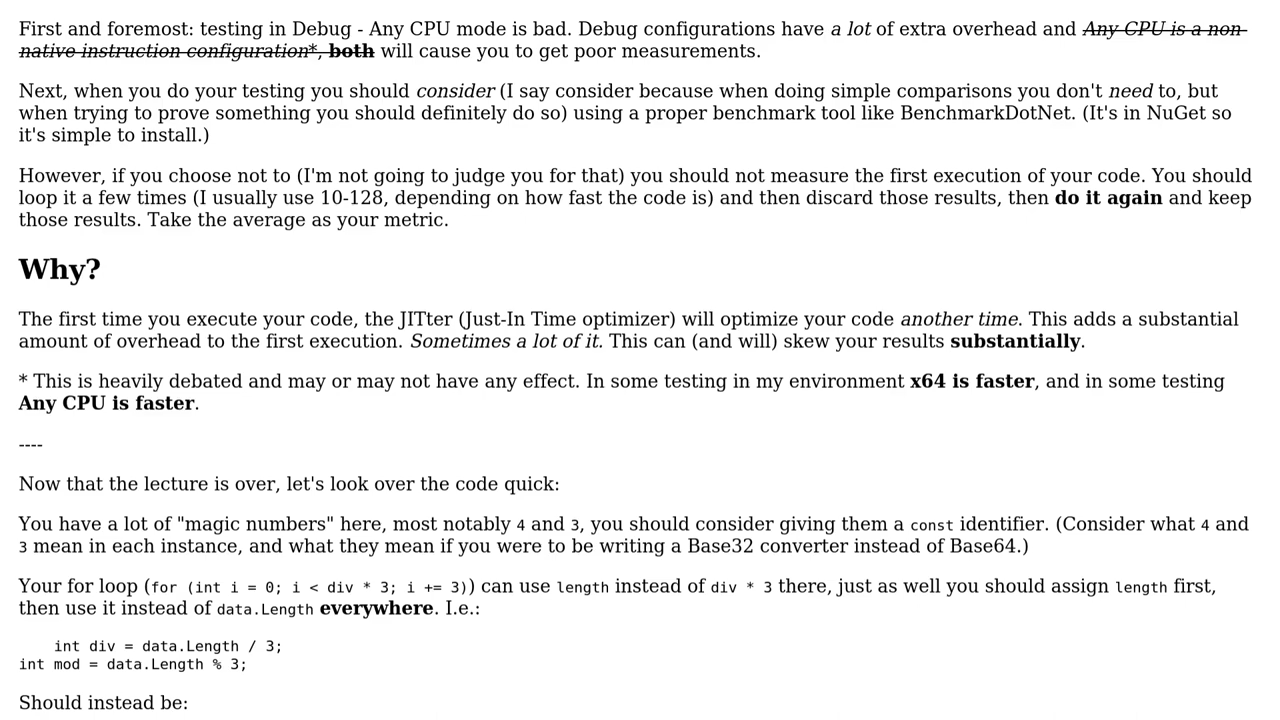 First and foremost: testing in Debug - Any CPU mode is bad. Debug configurations have a lot of extra overhead and Any CPU is a non-
native instruction configuration*, both will cause you to get poor measurements.
Next, when you do your testing you should consider (I say consider because when doing simple comparisons you don't need to, but
when trying to prove something you should definitely do so) using a proper benchmark tool like BenchmarkDotNet. (It's in NuGet so
it's simple to install.)
However, if you choose not to (I'm not going to judge you for that) you should not measure the first execution of your code. You should
loop it a few times (I usually use 10-128, depending on how fast the code is) and then discard those results, then do it again and keep
those results. Take the average as your metric.
Why?
The first time you execute your code, the JITter (Just-In Time optimizer) will optimize your code another time. This adds a substantial
amount of overhead to the first execution. Sometimes a lot of it. This can (and will) skew your results substantially.
* This is heavily debated and may or may not have any effect. In some testing in my environment x64 is faster, and in some testing
Any CPU is faster.
----
Now that the lecture is over, let's look over the code quick:
You have a lot of "magic numbers" here, most notably 4 and 3, you should consider giving them a const identifier. (Consider what 4 and
3 mean in each instance, and what they mean if you were to be writing a Base32 converter instead of Base64.)
Your for loop (for (int i = 0; i < div * 3; i += 3)) can use length instead of div * 3 there, just as well you should assign length first,
then use it instead of data.Length everywhere. I.e.:
    int div = data.Length / 3;
int mod = data.Length % 3;
Should instead be: